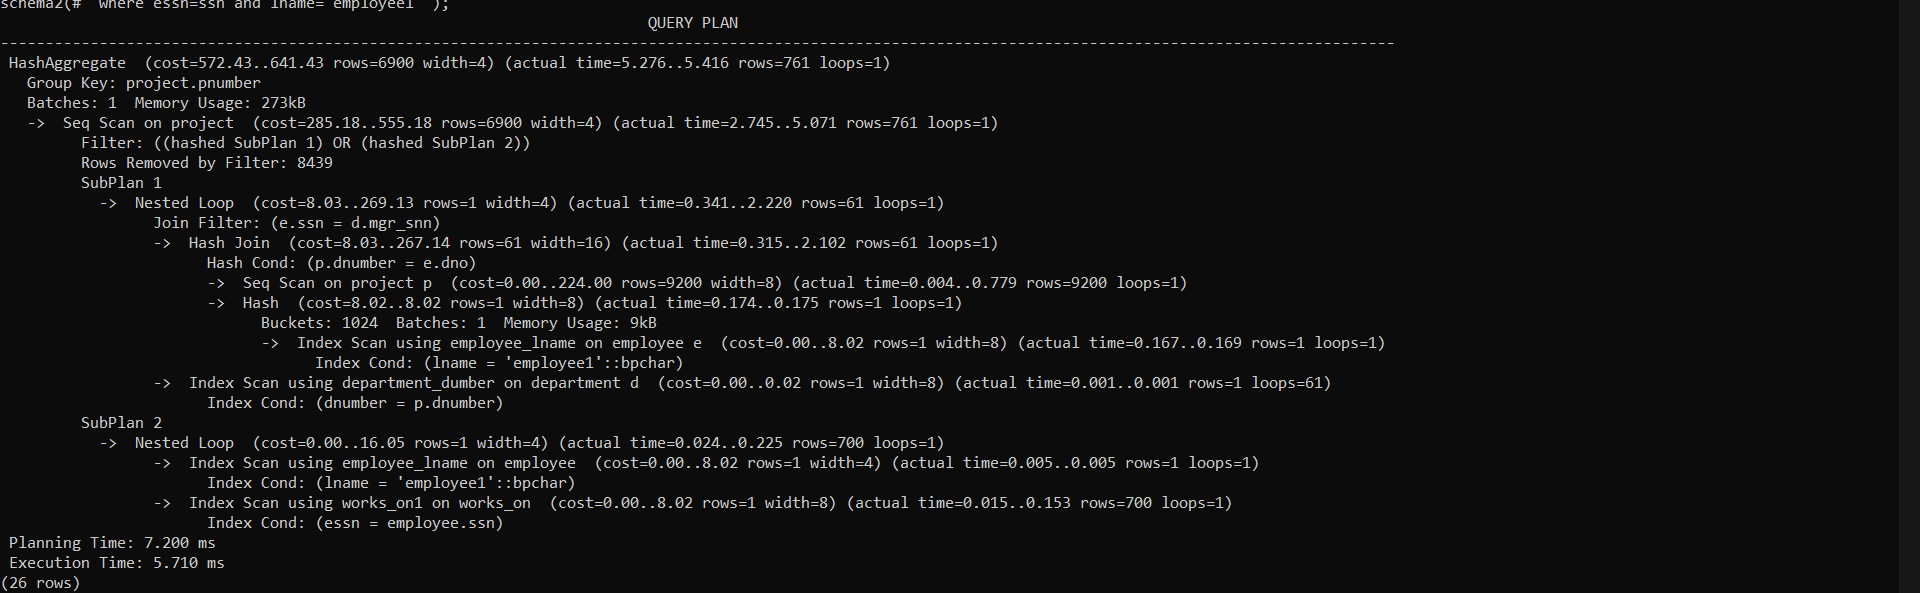 schema2(# where essn=ssn and lname= employee1 );
QUERY PLAN
-----------------------------------------------------------------------------------------------------------------------------------------------------------
HashAggregate  (cost=572.43..641.43 rows=6900 width=4) (actual time=5.276..5.416 rows=761 loops=1)
  Group Key: project.pnumber
  Batches: 1  Memory Usage: 273kB
  ->  Seq Scan on project  (cost=285.18..555.18 rows=6900 width=4) (actual time=2.745..5.071 rows=761 loops=1)
        Filter: ((hashed SubPlan 1) OR (hashed SubPlan 2))
        Rows Removed by Filter: 8439
        SubPlan 1
          ->  Nested Loop  (cost=8.03..269.13 rows=1 width=4) (actual time=0.341..2.220 rows=61 loops=1)
                Join Filter: (e.ssn = d.mgr_snn)
                ->  Hash Join  (cost=8.03..267.14 rows=61 width=16) (actual time=0.315..2.102 rows=61 loops=1)
                      Hash Cond: (p.dnumber = e.dno)
                      ->  Seq Scan on project p  (cost=0.00..224.00 rows=9200 width=8) (actual time=0.004..0.779 rows=9200 loops=1)
                      ->  Hash  (cost=8.02..8.02 rows=1 width=8) (actual time=0.174..0.175 rows=1 loops=1)
                            Buckets: 1024  Batches: 1  Memory Usage: 9kB
                            ->  Index Scan using employee_lname on employee e  (cost=0.00..8.02 rows=1 width=8) (actual time=0.167..0.169 rows=1 loops=1)
                                  Index Cond: (lname = 'employee1'::bpchar)
                ->  Index Scan using department_dumber on department d  (cost=0.00..0.02 rows=1 width=8) (actual time=0.001..0.001 rows=1 loops=61)
                      Index Cond: (dnumber = p.dnumber)
        SubPlan 2
          ->  Nested Loop  (cost=0.00..16.05 rows=1 width=4) (actual time=0.024..0.225 rows=700 loops=1)
                ->  Index Scan using employee_lname on employee  (cost=0.00..8.02 rows=1 width=4) (actual time=0.005..0.005 rows=1 loops=1)
                      Index Cond: (lname = 'employee1'::bpchar)
                ->  Index Scan using works_on1 on works_on  (cost=0.00..8.02 rows=1 width=8) (actual time=0.015..0.153 rows=700 loops=1)
                      Index Cond: (essn = employee.ssn)
Planning Time: 7.200 ms
Execution Time: 5.710 ms
(26 rows)